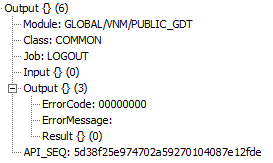 Output {} (6)
Module: GLOBAL/VNM/PUBLIC_GDT
Class: COMMON
Job: LOGOUT
Input {} (0)
Output {} (3)
ErrorCode: 00000000
ErrorMessage:
Result {} (0)
API_SEQ: 5d38f25e974702a59270104087e12fde